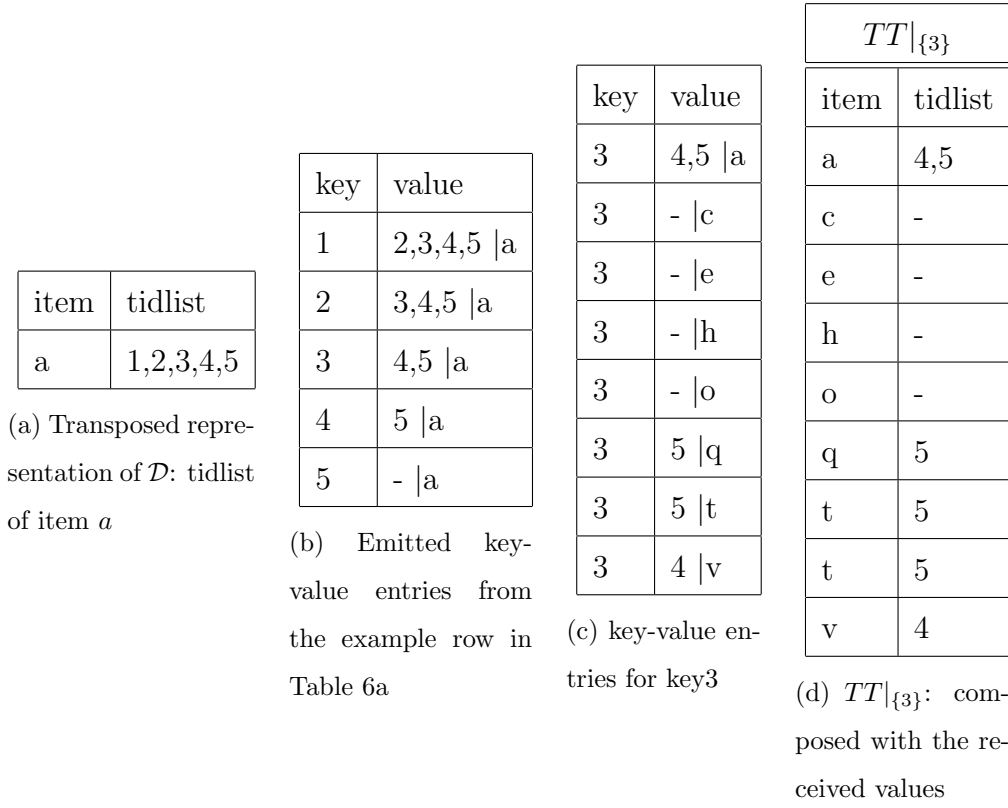 item tidlist
a 1,2,3,4,5
(a) Transposed repre-
sentation of 𝒟: tidlist
of item a
key value
1 2,3,4,5 |a
2 3,4,5 |a
3 4,5 |a
4 5 |a
5 - |a
(b) Emitted key-
value entries from
the example row in
Table 6a
key value
3 4,5 |a
3 - |c
3 - |e
3 - |h
3 - |o
3 5 |q
3 5 |t
3 4 |v
(c) key-value en-
tries for key3
TT|{3}
item tidlist
a 4,5
c -
e -
h -
o -
q 5
t 5
t 5
v 4
(d) TT|{3}: com-
posed with the re-
ceived values